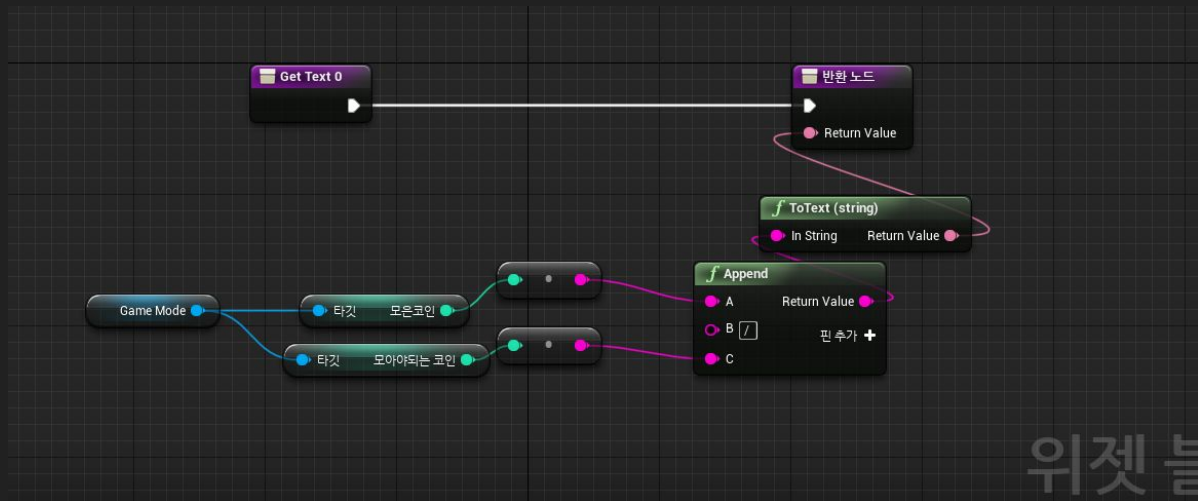 Get Text 0
반환 노드
Return Value
ToText (string)
In String Return Value
Append
A Return Value
B /
핀 추가
C
Game Mode
타깃 모은코인
타깃 모아야되는 코인
위젯